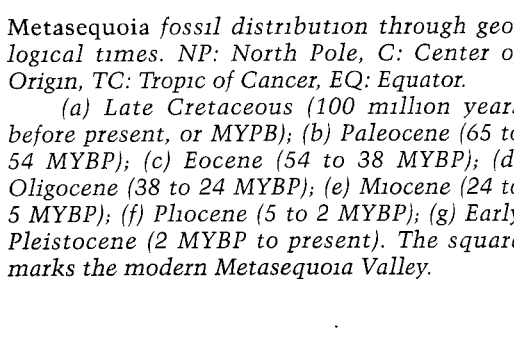 Metasequoia fossil distribution through geo
logical times. NP: North Pole, C: Center o
Origin, TC: Tropic of Cancer, EQ: Equator.
(a) Late Cretaceous (100 million year
before present, or MYPB); (b) Paleocene (65 to
54 MYBP); (c) Eocene (54 to 38 MYBP); (d
Oligocene (38 to 24 MYBP); (e) Miocene (24 to
5 MYBP); (f) Pliocene (5 to 2 MYBP); (g) Early
Pleistocene (2 MYBP to present). The square
marks the modern Metasequoia Valley.